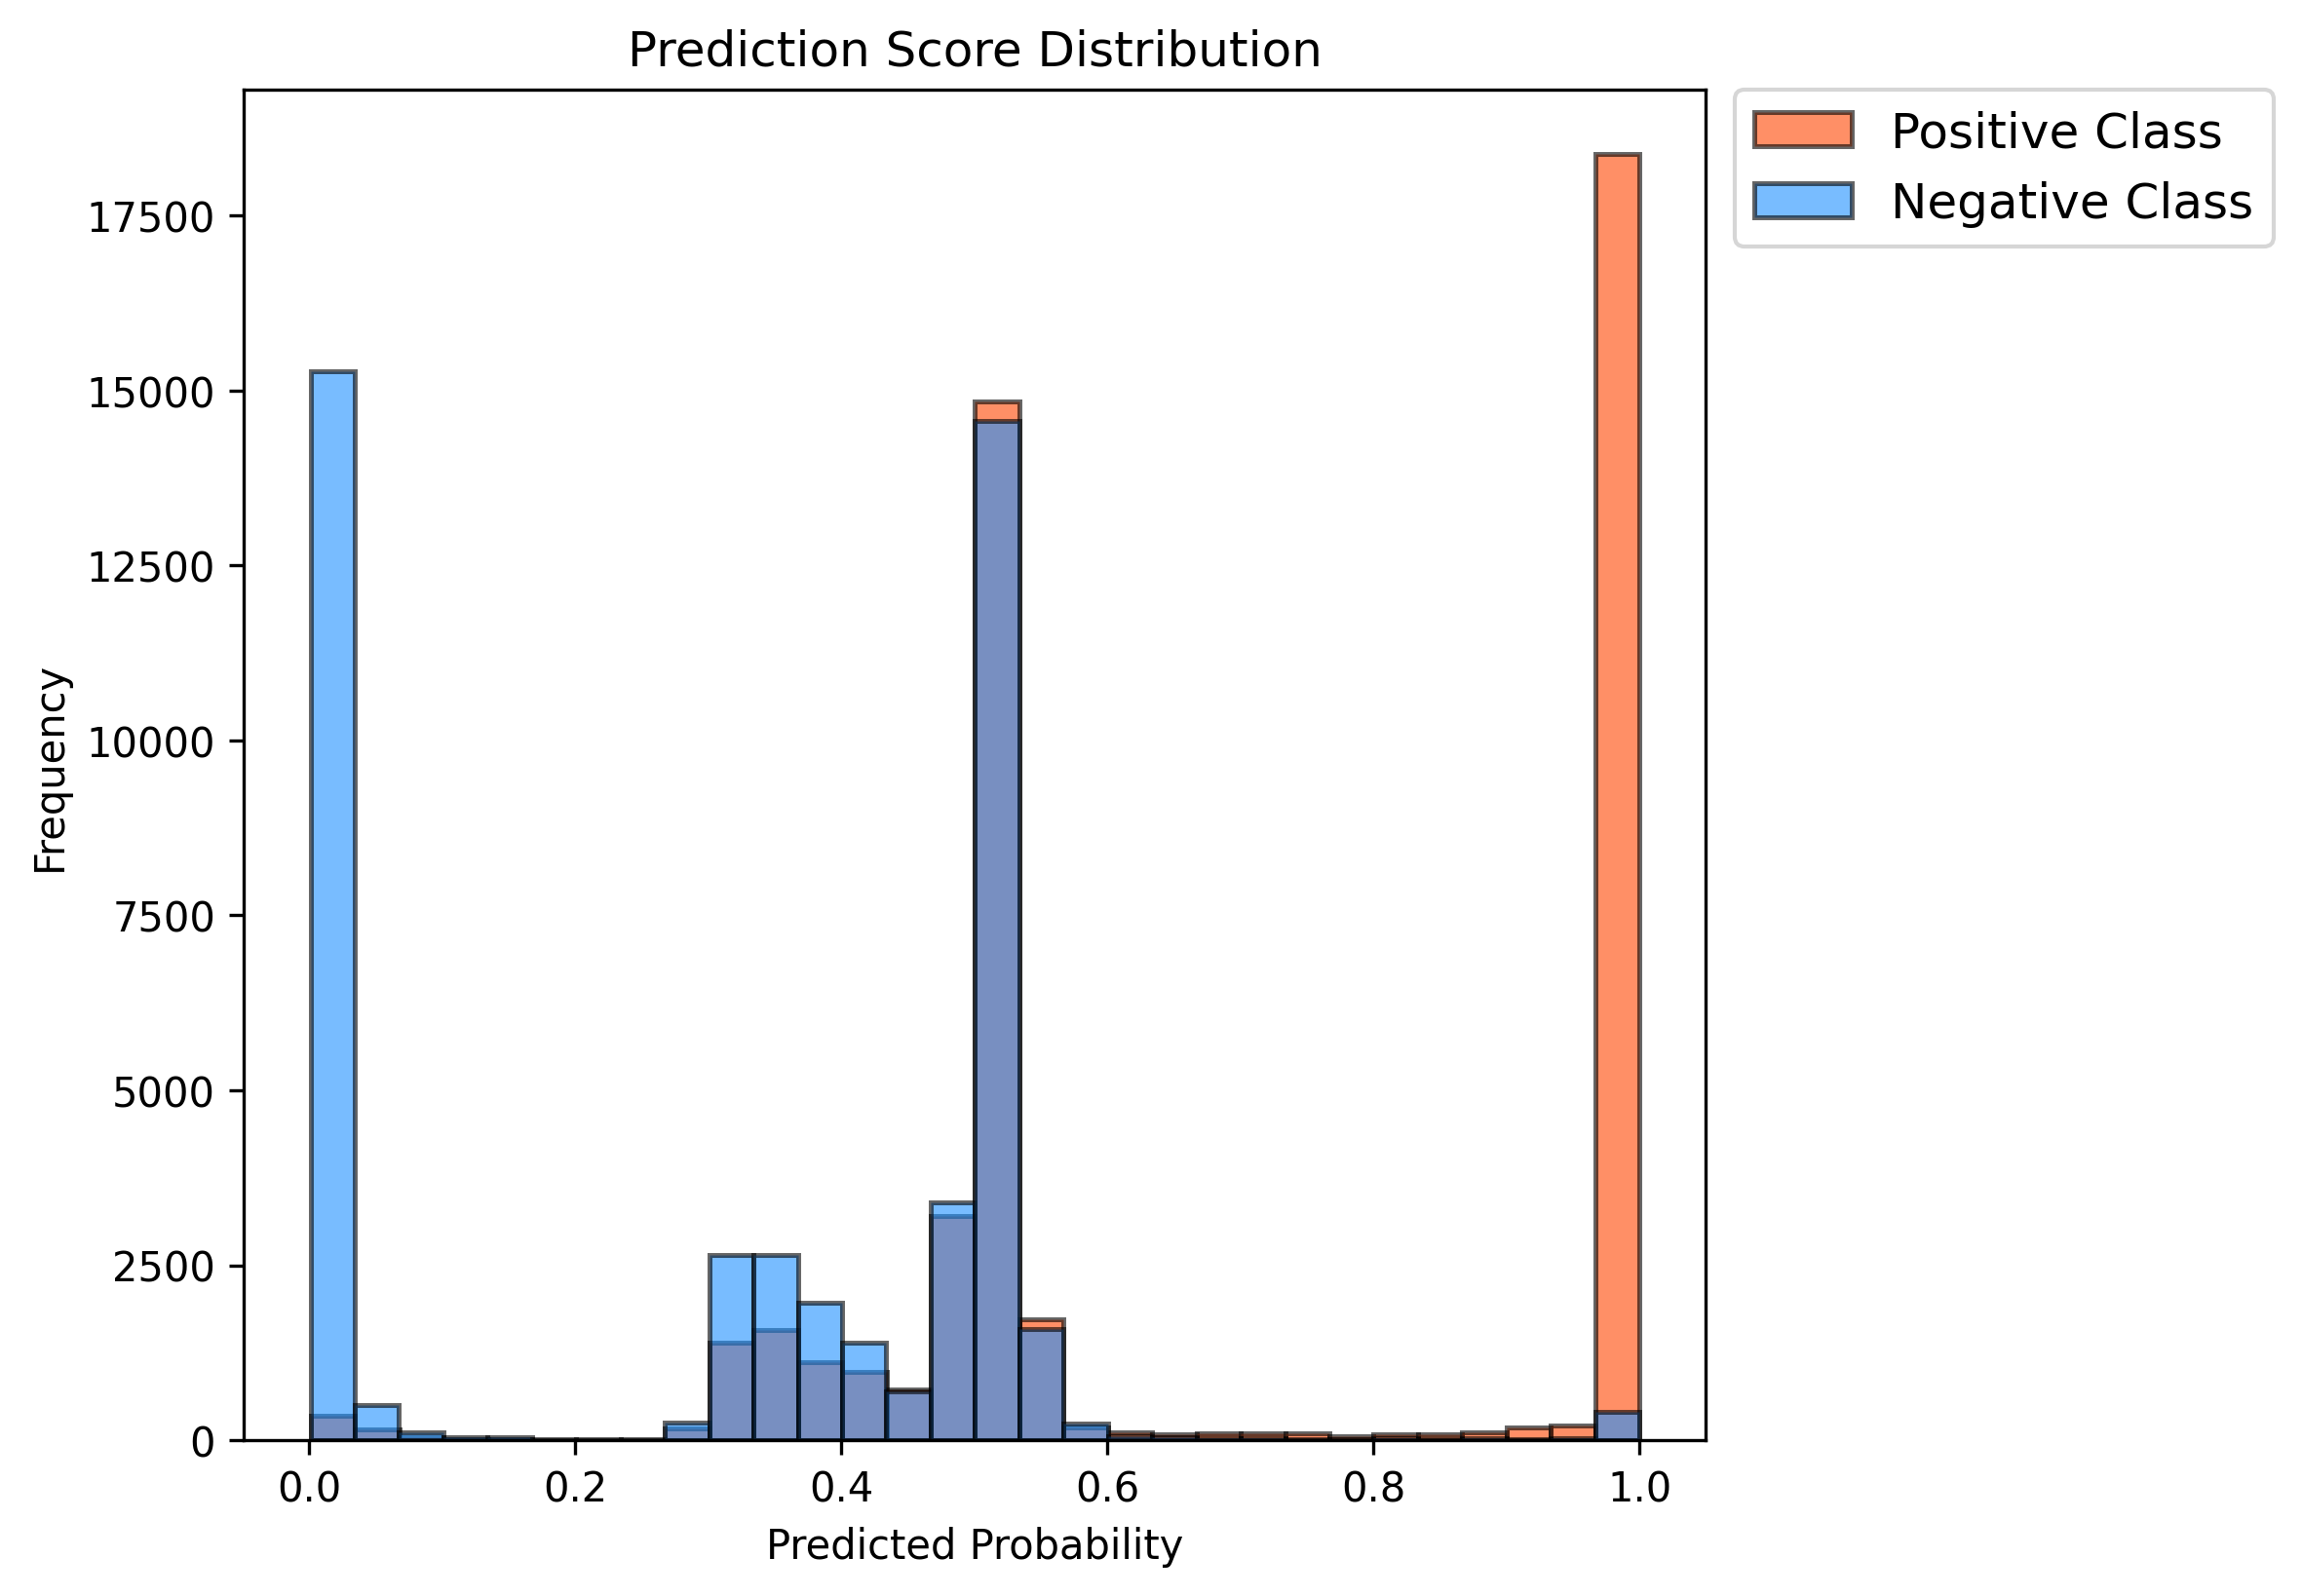 Prediction Score Distribution
Positive Class
Negative Class
17500
15000
12500
10000
7500
5000
2500
0
Frequency
0.0 0.2 0.4 0.6 0.8 1.0
Predicted Probability